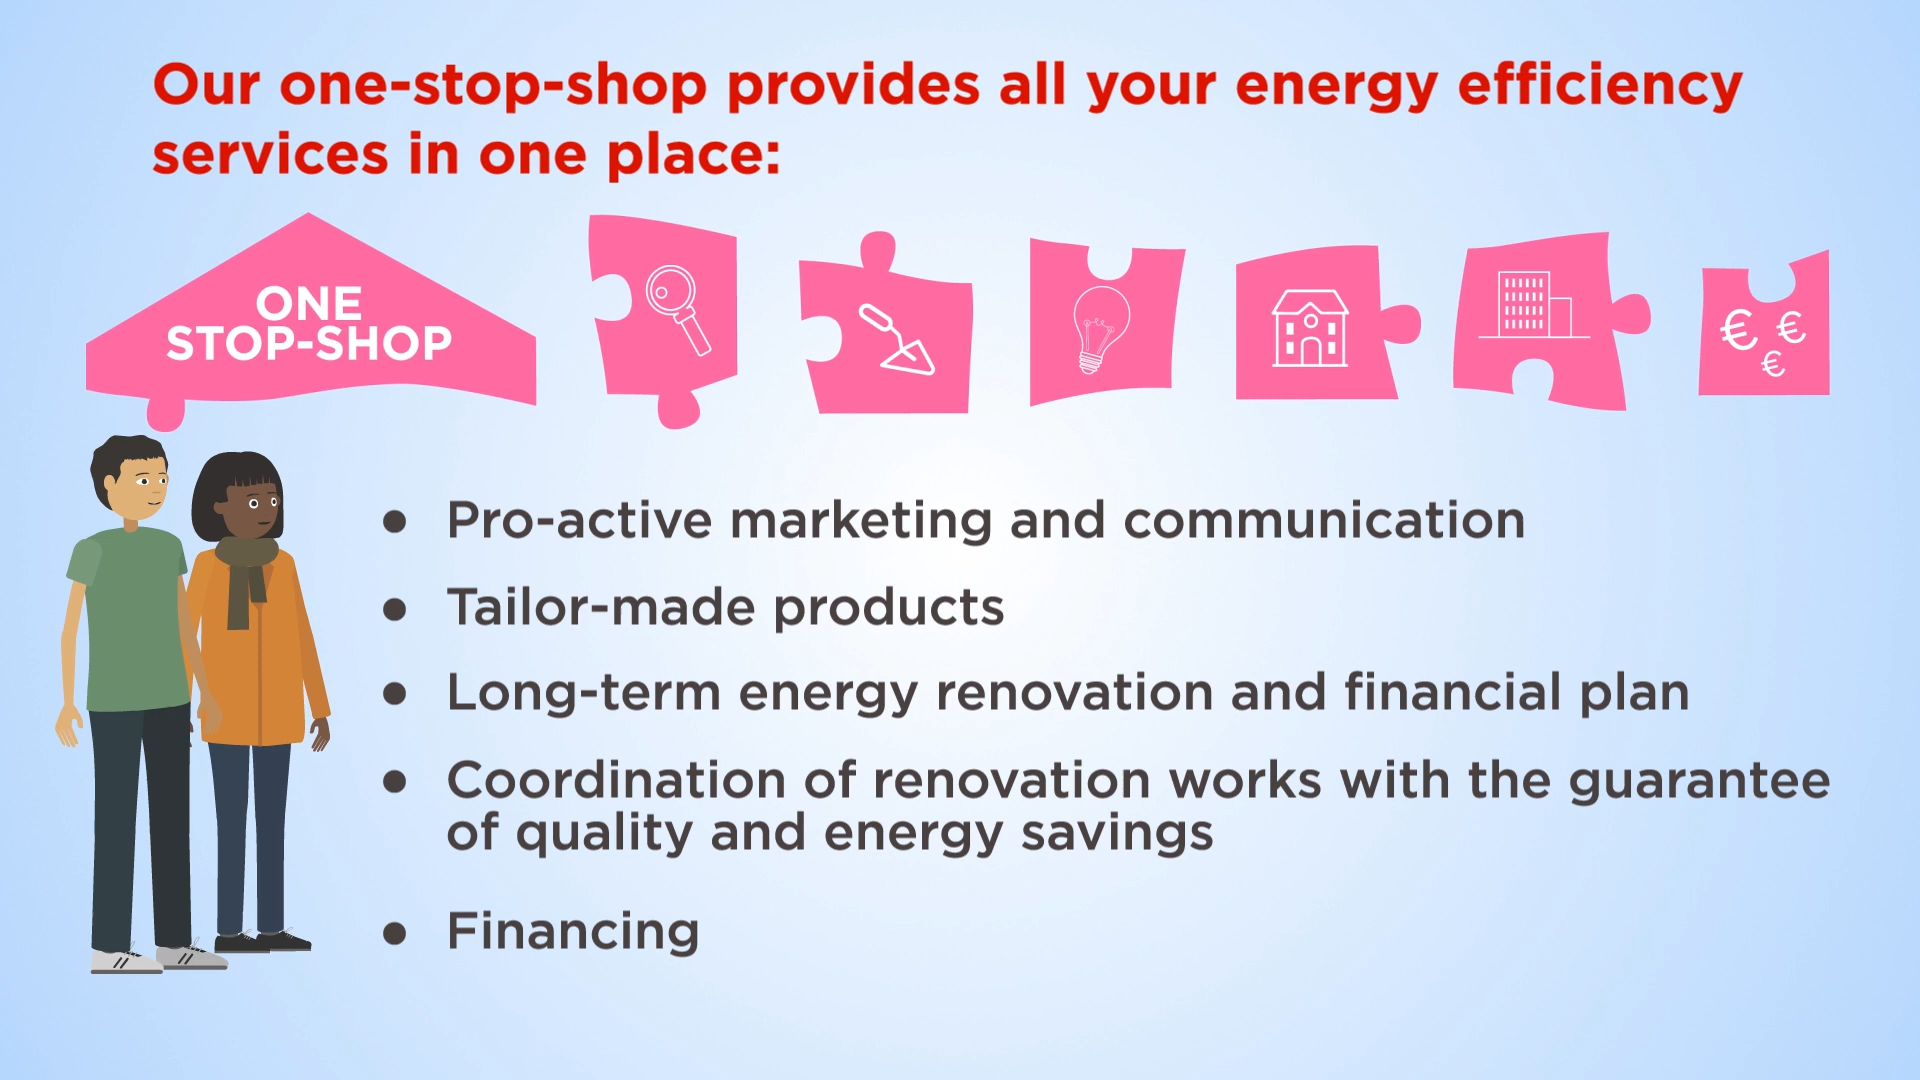 Our one-stop-shop provides all your energy efficiency
services in one place:
ONE
STOP-SHOP
€ €
€
● Pro-active marketing and communication
● Tailor-made products
● Long-term energy renovation and financial plan
● Coordination of renovation works with the guarantee
of quality and energy savings
● Financing